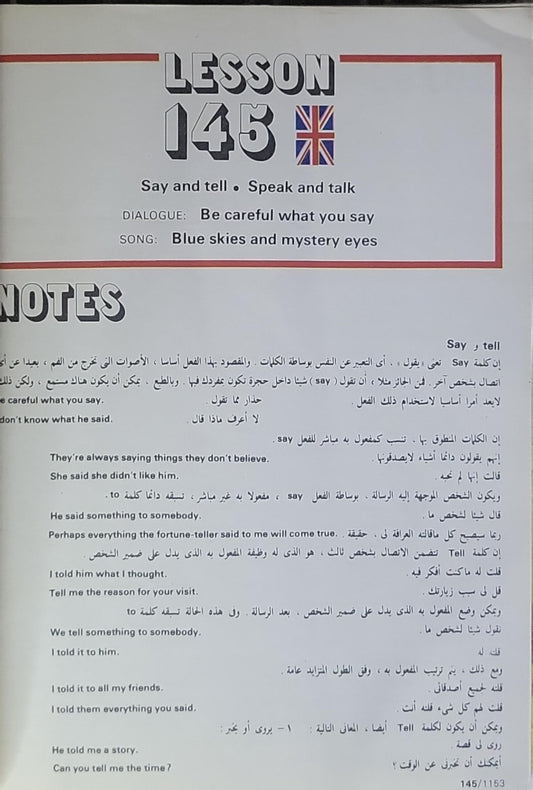 LESSON
145
Say and tell • Speak and talk
DIALOGUE: Be careful what you say
SONG: Blue skies and mystery eyes
NOTES
Say و tell
إن كلمة Say تعنى «يقول» ، أى التعبير عن النفس بوساطة الكلمات . والمقصود بهذا الفعل أساسا ، الأصوات التى تخرج من الفم ، بعيدا عن أى
اتصال بشخص آخر . فمن الجائز مثلا ، أن تقول (say) شيئا داخل حجرة تكون بمفردك فيها . وبالطبع ، يمكن أن يكون هناك مستمع ، ولكن ذلك
لايعد أمرا أساسيا لاستخدام ذلك الفعل .
e careful what you say. حذار مما تقول .
don't know what he said. لا أعرف ماذا قال .
إن الكلمات المنطوق بها ، تنسب كمفعول به مباشر للفعل say .
They're always saying things they don't believe. إنهم يقولون دائما أشياء لايصدقونها .
She said she didn't like him. قالت إنها لم تحبه .
ويكون الشخص الموجهة إليه الرسالة ، بوساطة الفعل say ، مفعولا به غير مباشر ، تسبقه دائما كلمة to .
He said something to somebody. قال شيئا لشخص ما .
Perhaps everything the fortune-teller said to me will come true. ربما سيصبح كل ماقالته العرافة لى ، حقيقة .
إن كلمة Tell تتضمن الاتصال بشخص ثالث ، هو الذى له وظيفة المفعول به الذى يدل على ضمير الشخص .
I told him what I thought. قلت له ماكنت أفكر فيه .
Tell me the reason for your visit. قل لى سبب زيارتك .
ويمكن وضع المفعول به الذى يدل على ضمير الشخص ، بعد الرسالة . وفى هذه الحالة تسبقه كلمة to
We tell something to somebody. نقول شيئا لشخص ما .
I told it to him. قلته له
ومع ذلك ، يتم ترتيب المفعول به ، وفق الطول المتزايد عامة .
I told it to all my friends. قلته لجميع أصدقائى .
I told them everything you said. قلت لهم كل شىء قلته أنت .
ويمكن أن يكون لكلمة Tell أيضا ، المعانى التالية : ١ – يروى أو يخبر :
He told me a story. روى لى قصة .
Can you tell me the time? أيمكنك أن تخبرنى عن الوقت ؟
145/1153